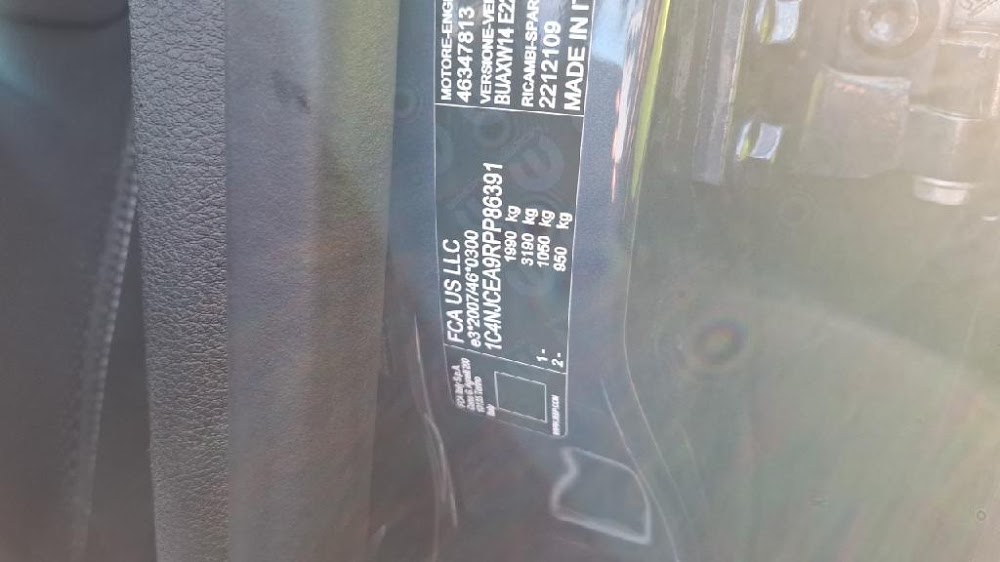 FCA US LLC
e3*2007/46*0300
1C4NJCEA9RPP86391
1990 kg
3190 kg
1- 1050 kg
2- 950 kg
MOTORE-ENG
46347813
VERSIONE-VE
BUAXW14 E2
RICAMBI-SPAR
2212109
MADE IN IT